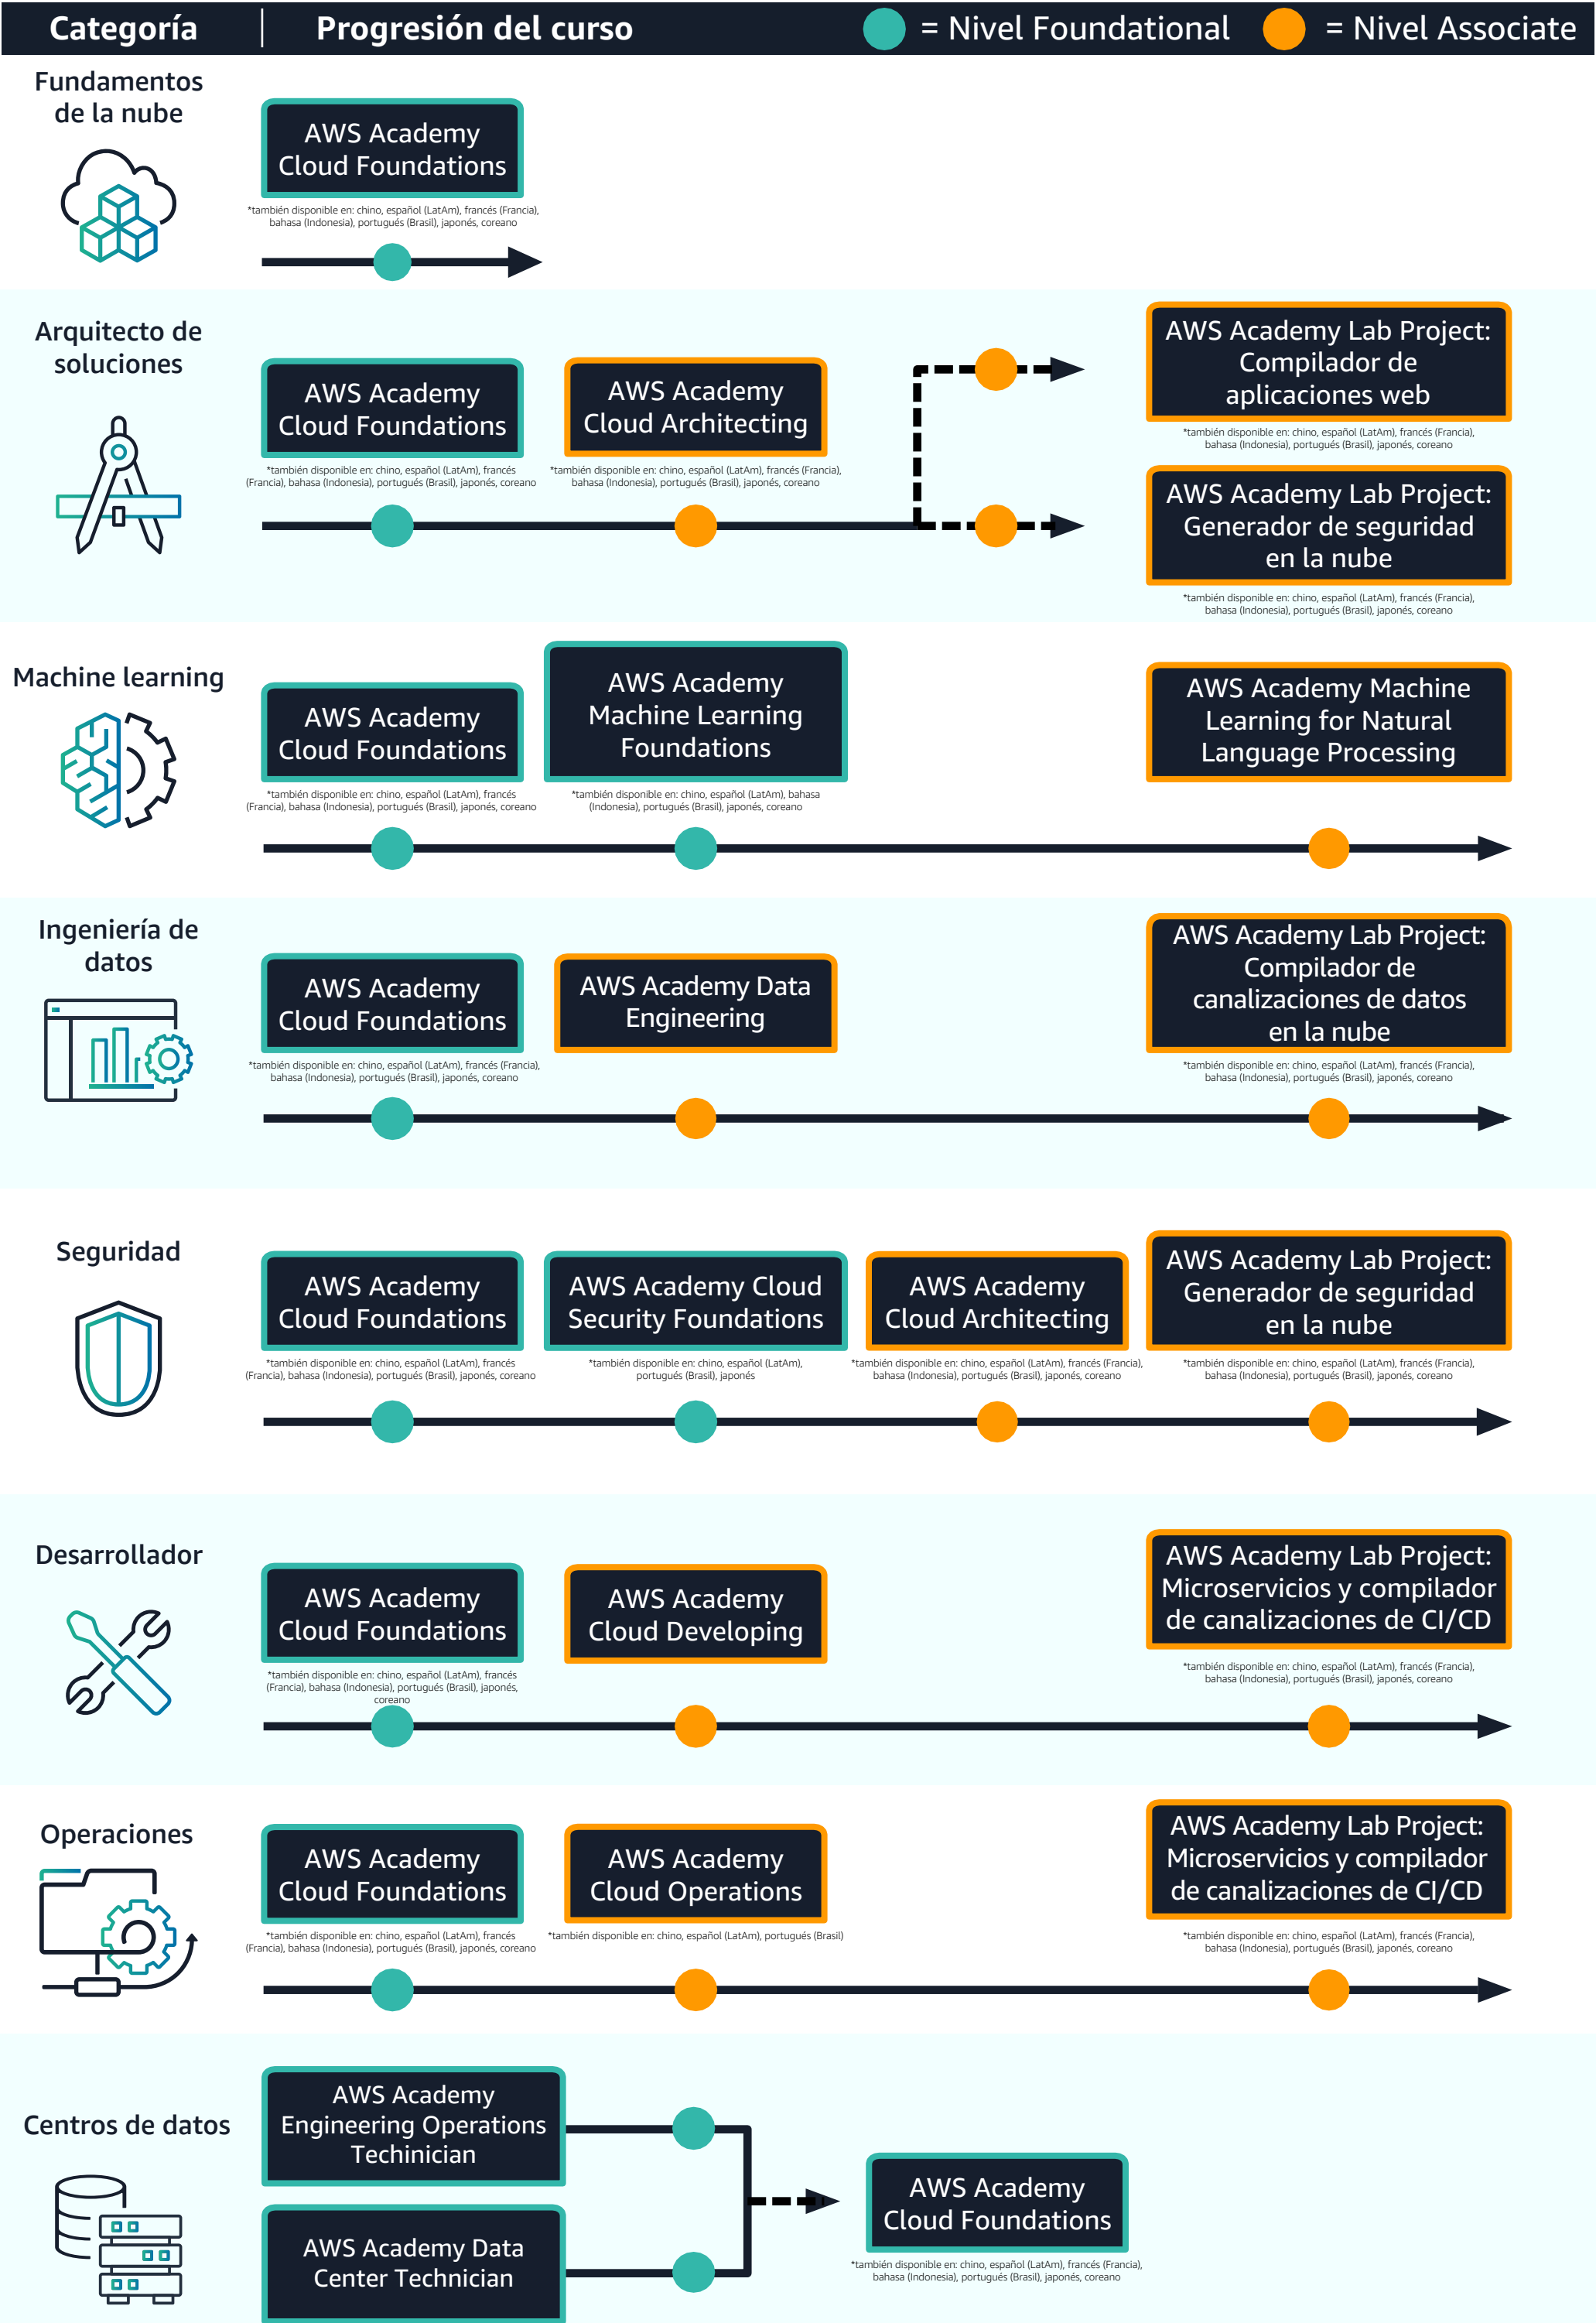 Categoría | Progresión del curso = Nivel Foundational = Nivel Associate
Fundamentos
de la nube
AWS Academy
Cloud Foundations
*también disponible en: chino, español (LatAm), francés (Francia),
bahasa (Indonesia), portugués (Brasil), japonés, coreano
Arquitecto de
soluciones
AWS Academy
Cloud Foundations
*también disponible en: chino, español (LatAm), francés
(Francia), bahasa (Indonesia), portugués (Brasil), japonés, coreano
AWS Academy
Cloud Architecting
*también disponible en: chino, español (LatAm), francés (Francia),
bahasa (Indonesia), portugués (Brasil), japonés, coreano
AWS Academy Lab Project:
Compilador de
aplicaciones web
*también disponible en: chino, español (LatAm), francés (Francia),
bahasa (Indonesia), portugués (Brasil), japonés, coreano
AWS Academy Lab Project:
Generador de seguridad
en la nube
*también disponible en: chino, español (LatAm), francés (Francia),
bahasa (Indonesia), portugués (Brasil), japonés, coreano
Machine learning
AWS Academy
Cloud Foundations
*también disponible en: chino, español (LatAm), francés
(Francia), bahasa (Indonesia), portugués (Brasil), japonés, coreano
AWS Academy
Machine Learning
Foundations
*también disponible en: chino, español (LatAm), bahasa
(Indonesia), portugués (Brasil), japonés, coreano
AWS Academy Machine
Learning for Natural
Language Processing
Ingeniería de
datos
AWS Academy
Cloud Foundations
*también disponible en: chino, español (LatAm), francés (Francia),
bahasa (Indonesia), portugués (Brasil), japonés, coreano
AWS Academy Data
Engineering
AWS Academy Lab Project:
Compilador de
canalizaciones de datos
en la nube
*también disponible en: chino, español (LatAm), francés (Francia),
bahasa (Indonesia), portugués (Brasil), japonés, coreano
Seguridad
AWS Academy
Cloud Foundations
*también disponible en: chino, español (LatAm), francés
(Francia), bahasa (Indonesia), portugués (Brasil), japonés, coreano
AWS Academy Cloud
Security Foundations
*también disponible en: chino, español (LatAm),
portugués (Brasil), japonés
AWS Academy
Cloud Architecting
*también disponible en: chino, español (LatAm), francés (Francia),
bahasa (Indonesia), portugués (Brasil), japonés, coreano
AWS Academy Lab Project:
Generador de seguridad
en la nube
*también disponible en: chino, español (LatAm), francés (Francia),
bahasa (Indonesia), portugués (Brasil), japonés, coreano
Desarrollador
AWS Academy
Cloud Foundations
*también disponible en: chino, español (LatAm), francés
(Francia), bahasa (Indonesia), portugués (Brasil), japonés,
coreano
AWS Academy
Cloud Developing
AWS Academy Lab Project:
Microservicios y compilador
de canalizaciones de CI/CD
*también disponible en: chino, español (LatAm), francés (Francia),
bahasa (Indonesia), portugués (Brasil), japonés, coreano
Operaciones
AWS Academy
Cloud Foundations
*también disponible en: chino, español (LatAm), francés
(Francia), bahasa (Indonesia), portugués (Brasil), japonés, coreano
AWS Academy
Cloud Operations
*también disponible en: chino, español (LatAm), portugués (Brasil)
AWS Academy Lab Project:
Microservicios y compilador
de canalizaciones de CI/CD
*también disponible en: chino, español (LatAm), francés (Francia),
bahasa (Indonesia), portugués (Brasil), japonés, coreano
Centros de datos
AWS Academy
Engineering Operations
Techinician
AWS Academy Data
Center Technician
AWS Academy
Cloud Foundations
*también disponible en: chino, español (LatAm), francés (Francia),
bahasa (Indonesia), portugués (Brasil), japonés, coreano